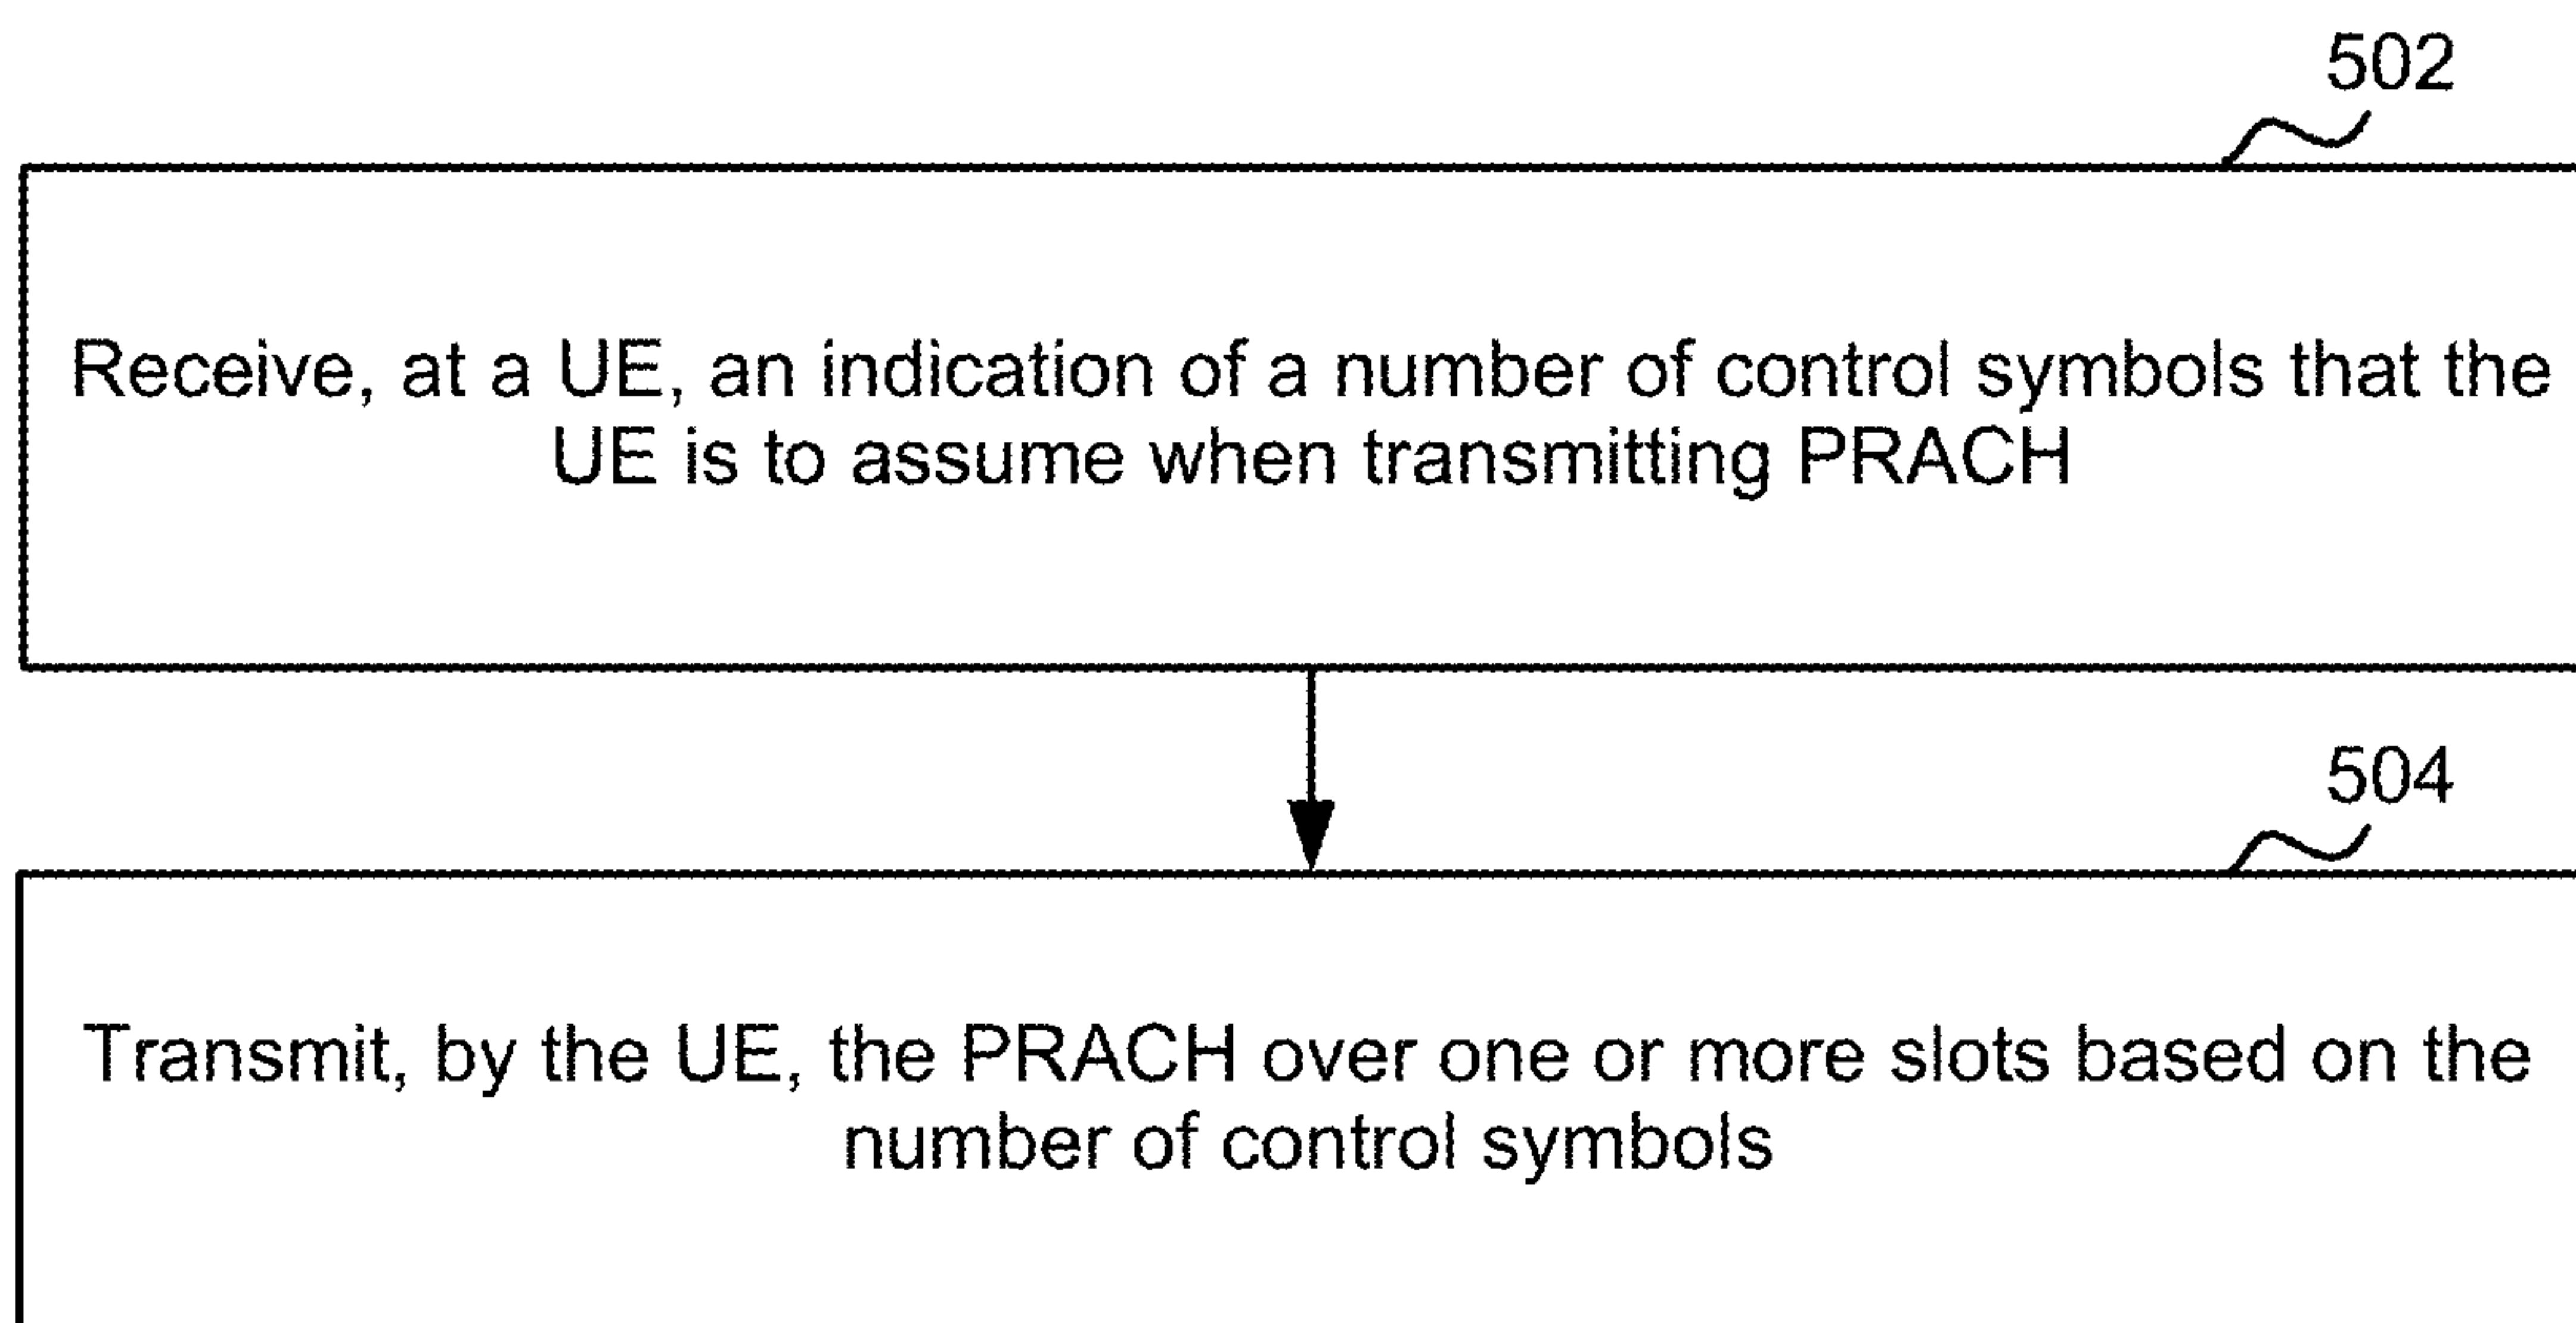 502
Receive, at a UE, an indication of a number of control symbols that the
UE is to assume when transmitting PRACH
504
Transmit, by the UE, the PRACH over one or more slots based on the
number of control symbols